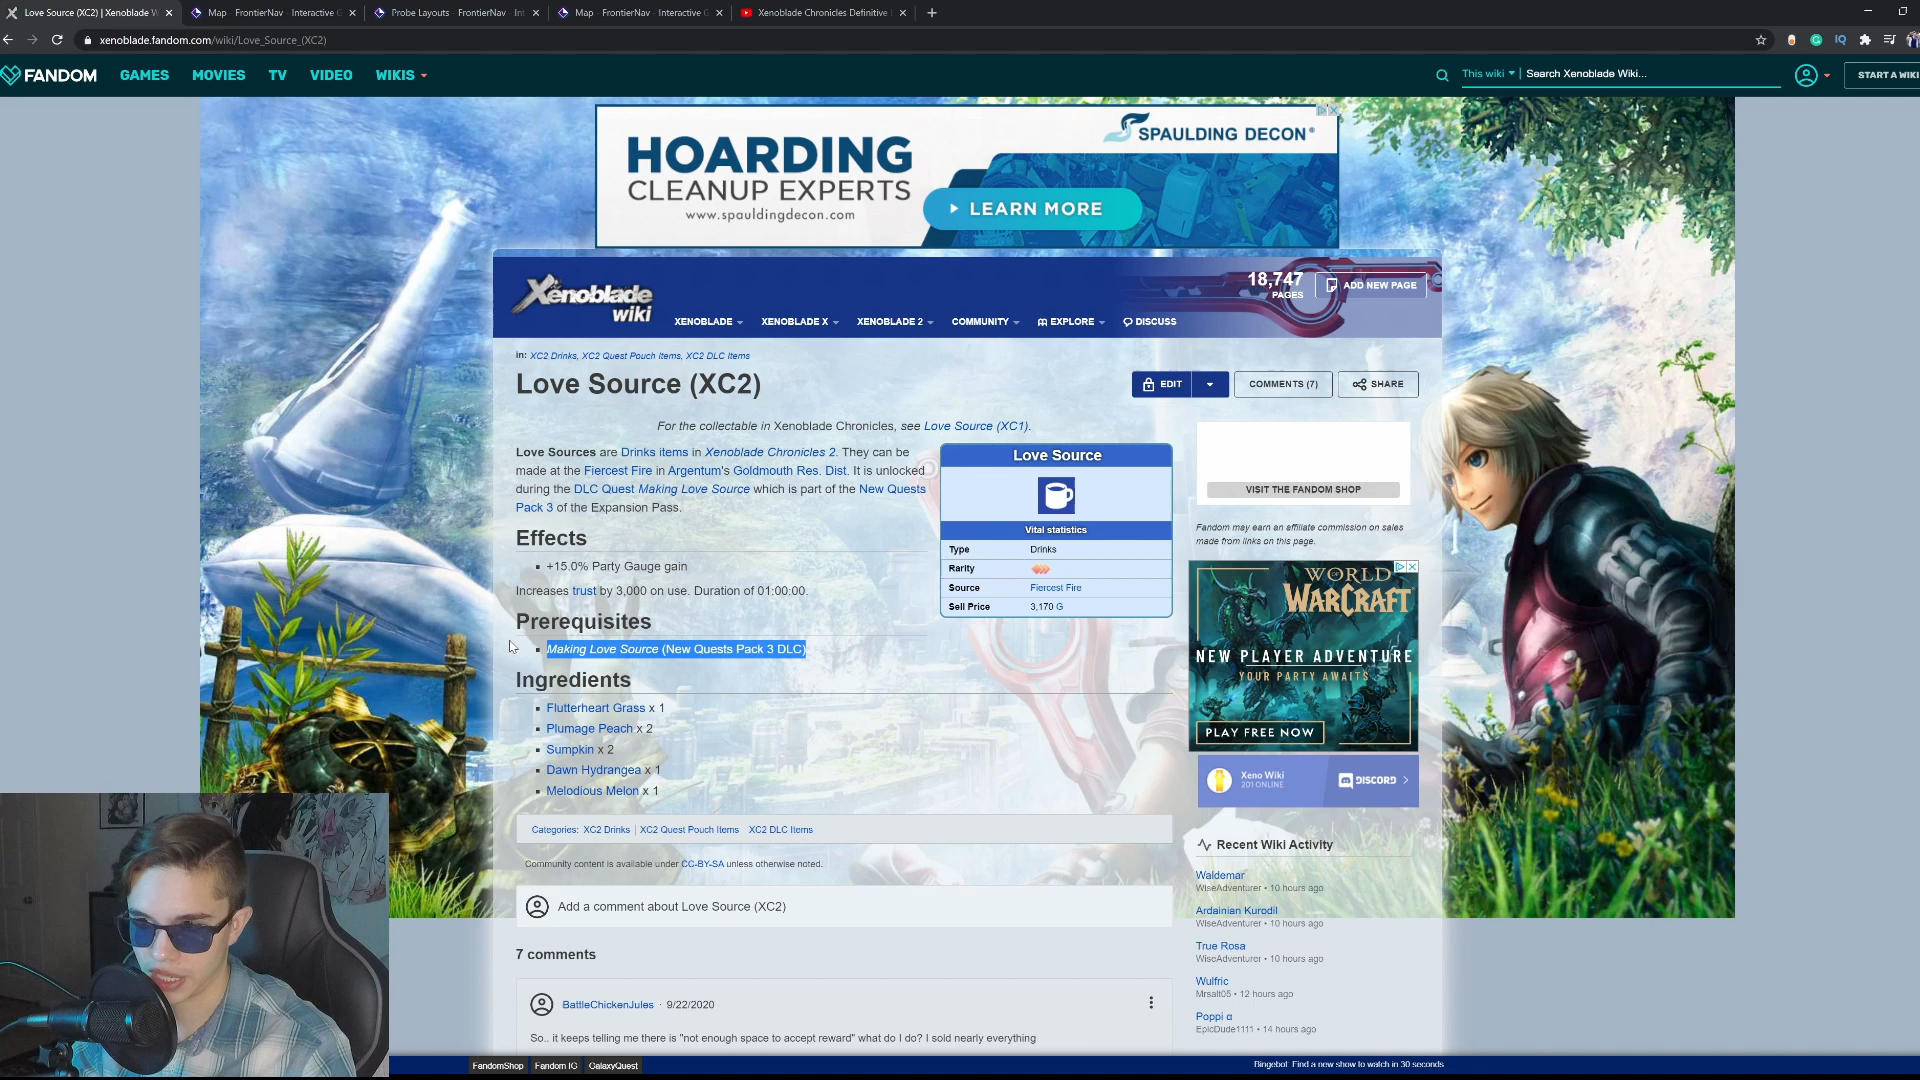 Love Source (XC2) | Xenoblade W
Map - FrontierNav - Interactive G
Probe Layouts - FrontierNav - Int
Map - FrontierNav - Interactive G
Xenoblade Chronicles Definitive
xenoblade.fandom.com/wiki/Love_Source_(XC2)
FANDOM GAMES MOVIES TV VIDEO WIKIS
This wiki Search Xenoblade Wiki...
START A WIKI
HOARDING
CLEANUP EXPERTS
www.spauldingdecon.com
SPAULDING DECON®
LEARN MORE
Xenoblade
wiki
18,747
PAGES
ADD NEW PAGE
XENOBLADE XENOBLADE X XENOBLADE 2 COMMUNITY EXPLORE DISCUSS
in: XC2 Drinks, XC2 Quest Pouch Items, XC2 DLC Items
Love Source (XC2)
EDIT
COMMENTS (7)
SHARE
For the collectable in Xenoblade Chronicles, see Love Source (XC1).
Love Sources are Drinks items in Xenoblade Chronicles 2. They can be
made at the Fiercest Fire in Argentum's Goldmouth Res. Dist. It is unlocked
during the DLC Quest Making Love Source which is part of the New Quests
Pack 3 of the Expansion Pass.
Love Source
Vital statistics
Type Drinks
Rarity
Source Fiercest Fire
Sell Price 3,170 G
Effects
+15.0% Party Gauge gain
Increases trust by 3,000 on use. Duration of 01:00:00.
Prerequisites
Making Love Source (New Quests Pack 3 DLC)
Ingredients
Flutterheart Grass x 1
Plumage Peach x 2
Sumpkin x 2
Dawn Hydrangea x 1
Melodious Melon x 1
Categories: XC2 Drinks XC2 Quest Pouch Items XC2 DLC Items
Community content is available under CC-BY-SA unless otherwise noted.
Add a comment about Love Source (XC2)
7 comments
BattleChickenJules · 9/22/2020
So.. it keeps telling me there is "not enough space to accept reward" what do I do? I sold nearly everything
VISIT THE FANDOM SHOP
Fandom may earn an affiliate commission on sales
made from links on this page.
WORLD
OF
WARCRAFT
NEW PLAYER ADVENTURE
YOUR PARTY AWAITS
PLAY FREE NOW
Xeno Wiki
201 ONLINE
DISCORD
Recent Wiki Activity
Waldemar
WiseAdventurer • 10 hours ago
Ardainian Kurodil
WiseAdventurer • 10 hours ago
True Rosa
WiseAdventurer • 10 hours ago
Wulfric
Mrsalt05 • 12 hours ago
Poppi α
EpicDude1111 • 14 hours ago
FandomShop Fandom IG GalaxyQuest
Bingebot: Find a new show to watch in 30 seconds